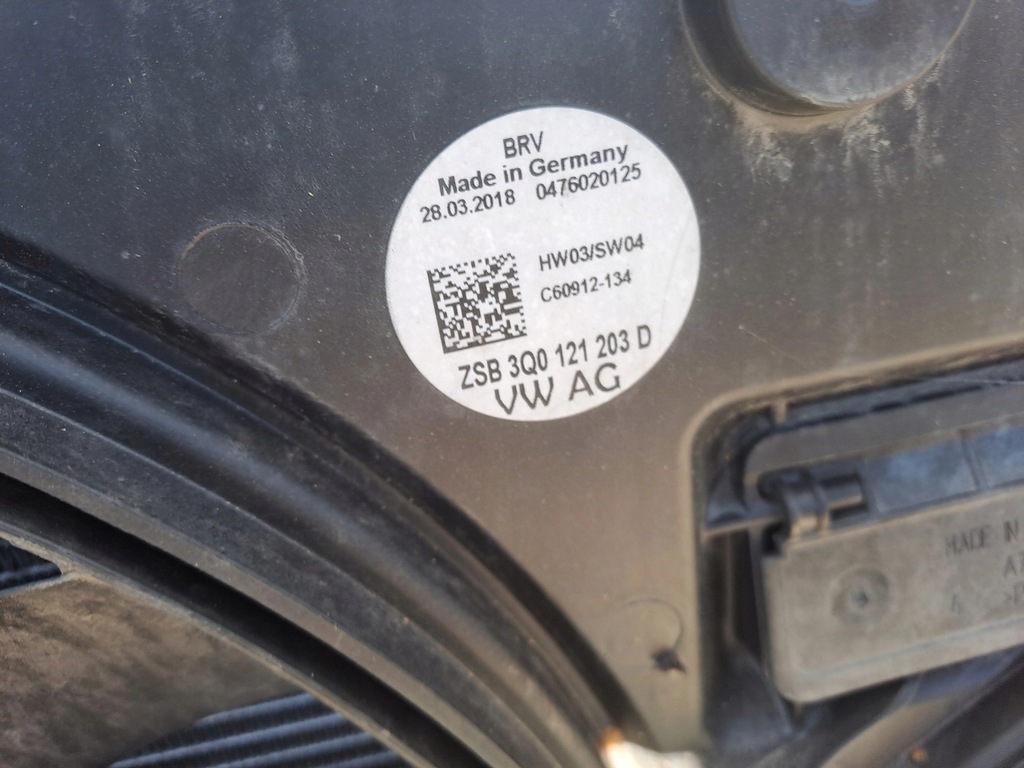 BRV
Made in Germany
28.03.2018 0476020125
HW03/SW04
C60912-134
ZSB 3Q0 121 203 D
VW AG
MADE IN